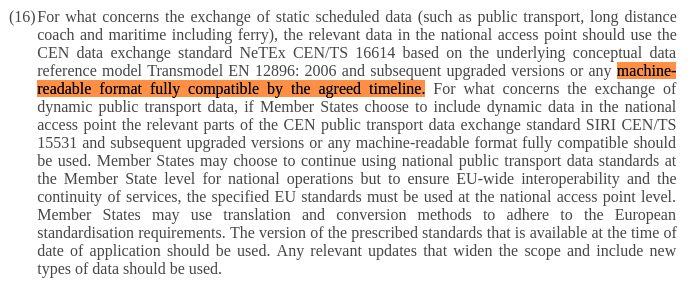 (16) For what concerns the exchange of static scheduled data (such as public transport, long distance
coach and maritime including ferry), the relevant data in the national access point should use the
CEN data exchange standard NeTEx CEN/TS 16614 based on the underlying conceptual data
reference model Transmodel EN 12896: 2006 and subsequent upgraded versions or any machine-
readable format fully compatible by the agreed timeline. For what concerns the exchange of
dynamic public transport data, if Member States choose to include dynamic data in the national
access point the relevant parts of the CEN public transport data exchange standard SIRI CEN/TS
15531 and subsequent upgraded versions or any machine-readable format fully compatible should
be used. Member States may choose to continue using national public transport data standards at
the Member State level for national operations but to ensure EU-wide interoperability and the
continuity of services, the specified EU standards must be used at the national access point level.
Member States may use translation and conversion methods to adhere to the European
standardisation requirements. The version of the prescribed standards that is available at the time of
date of application should be used. Any relevant updates that widen the scope and include new
types of data should be used.